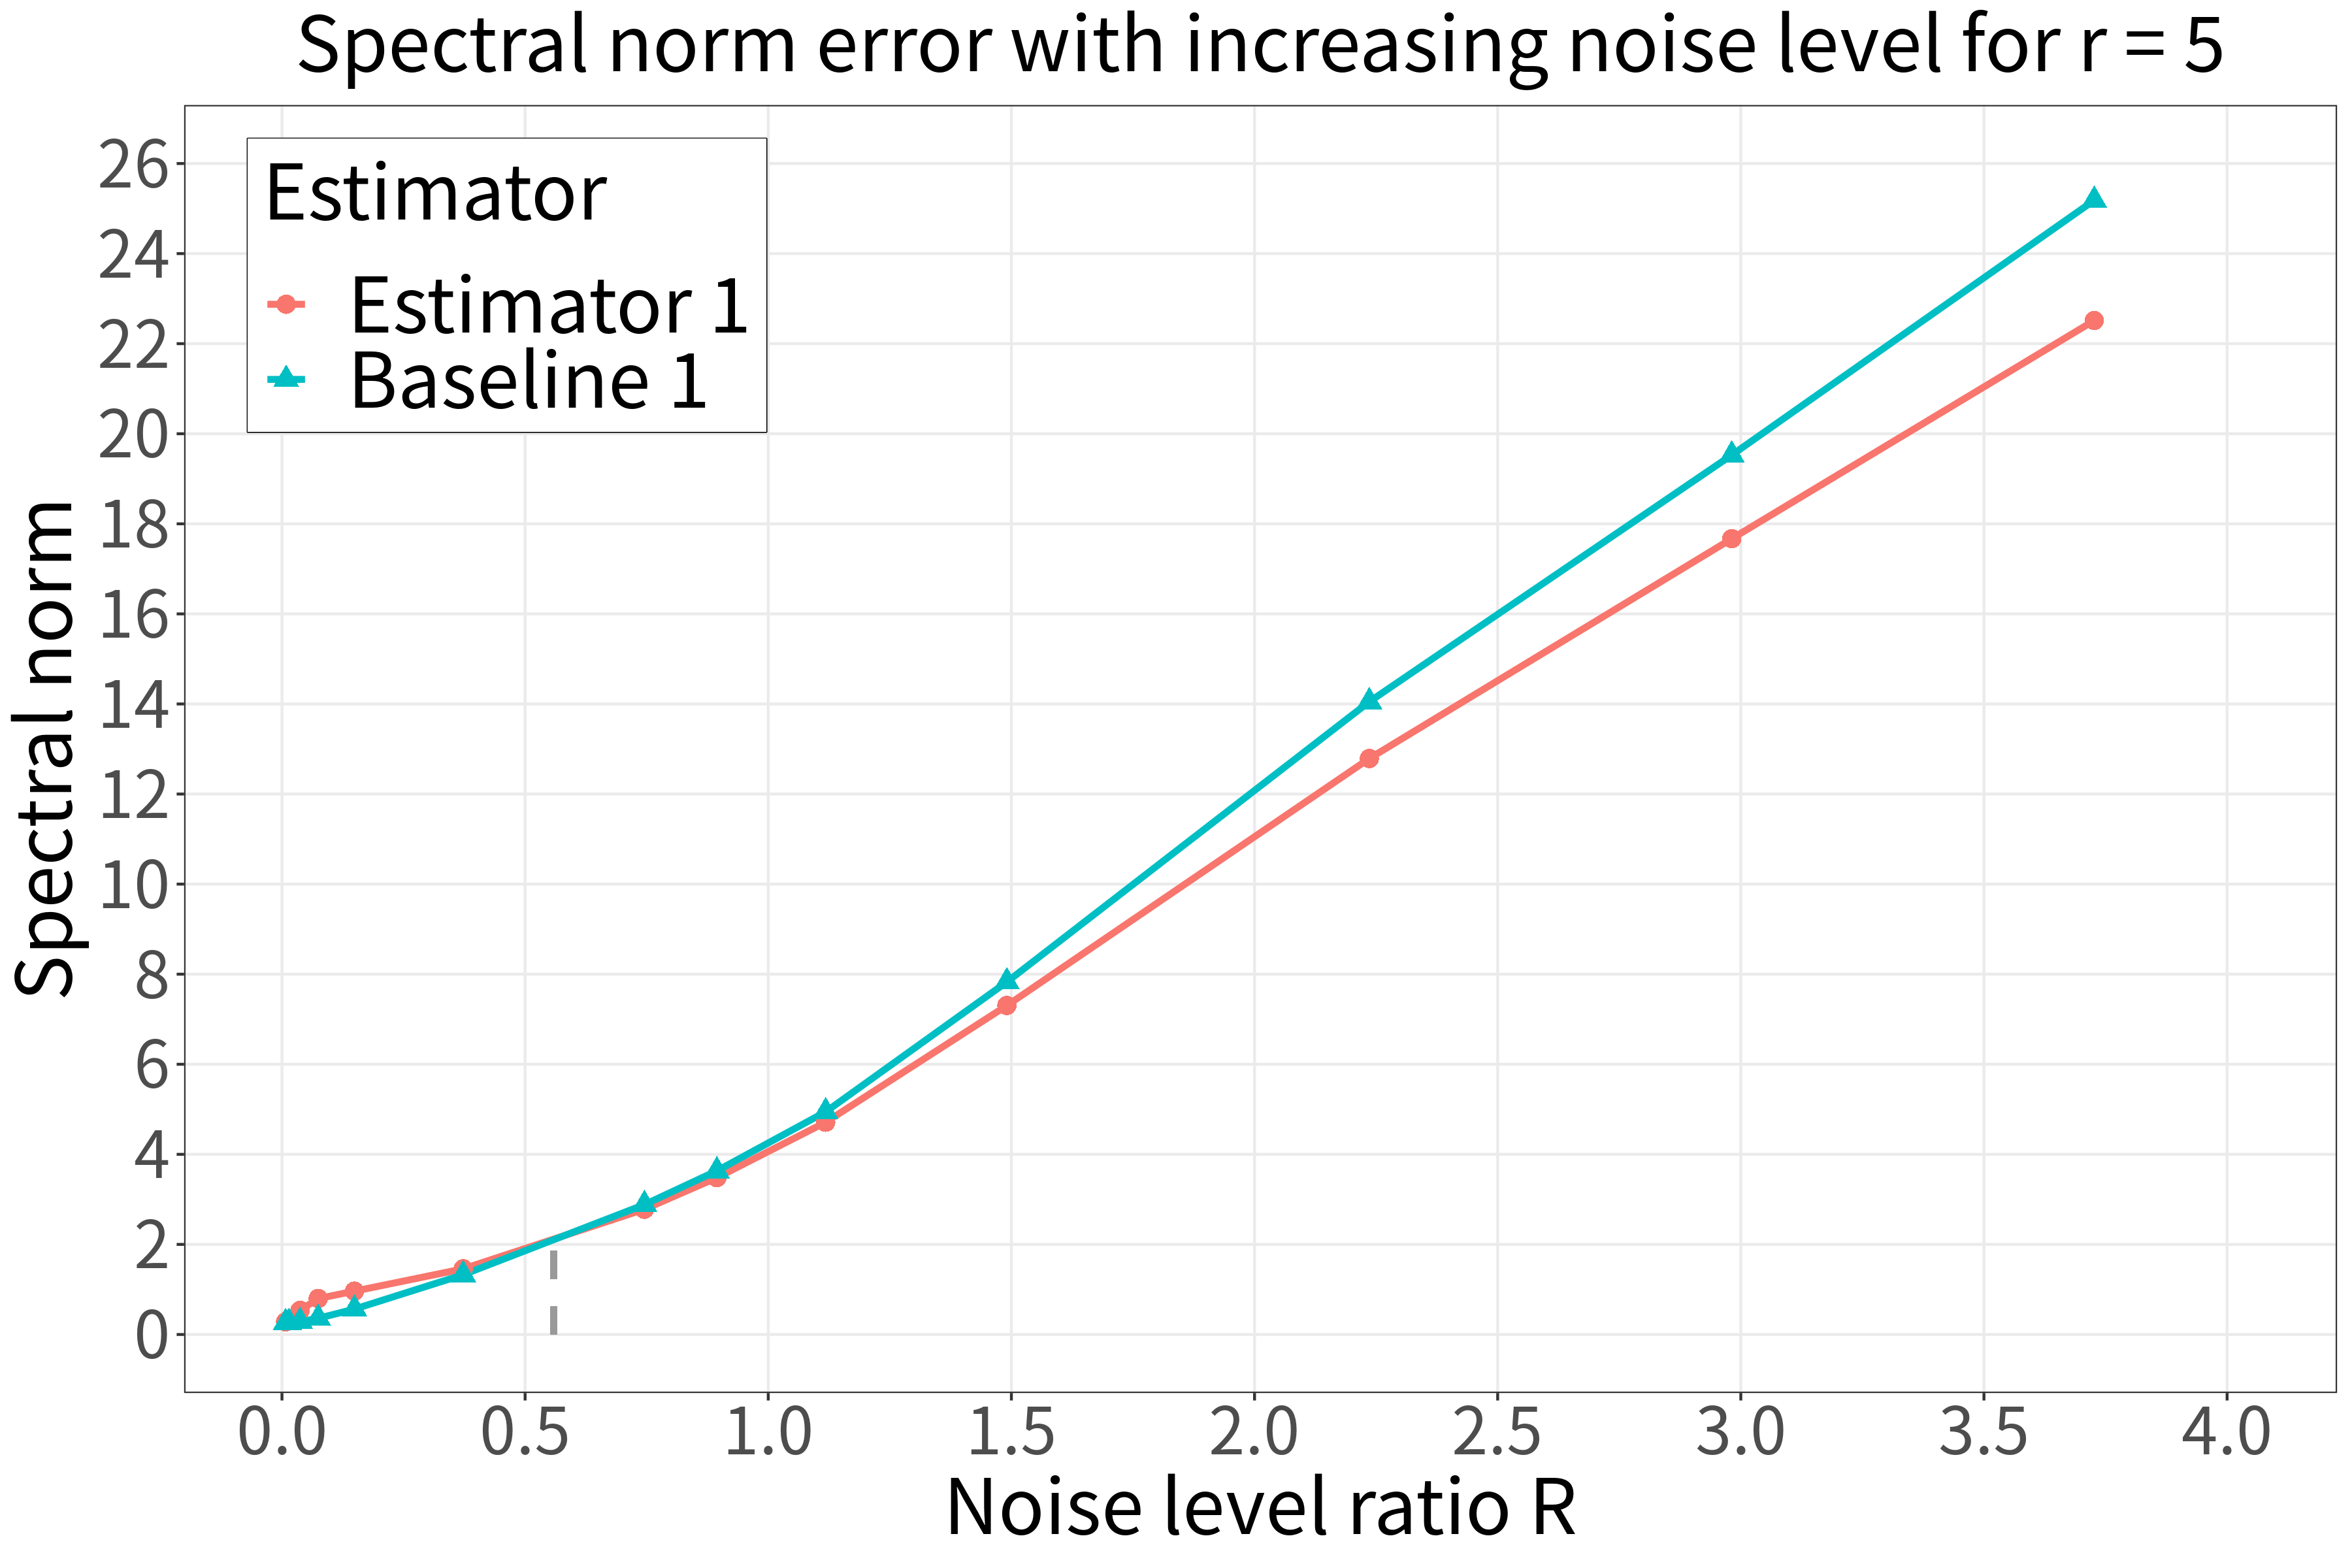 Spectral norm error with increasing noise level for r = 5
Estimator
Estimator 1
Baseline 1
Spectral norm
26
24
22
20
18
16
14
12
10
8
6
4
2
0
0.0 0.5 1.0 1.5 2.0 2.5 3.0 3.5 4.0
Noise level ratio R